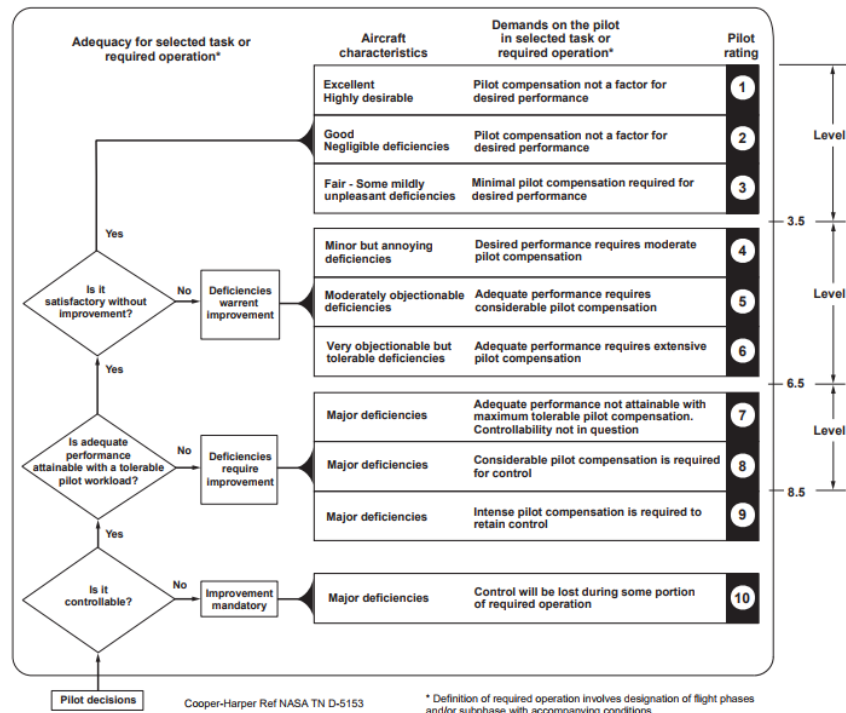 Adequacy for selected task or
required operation*
Aircraft
characteristics
Demands on the pilot
in selected task or
required operation*
Pilot
rating
Excellent
Highly desirable
Pilot compensation not a factor for
desired performance
1
Good
Negligible deficiencies
Pilot compensation not a factor for
desired performance
2
Level
Fair - Some mildly
unpleasant deficiencies
Minimal pilot compensation required for
desired performance
3
3.5
Yes
Is it
satisfactory without
improvement?
No
Deficiencies
warrent
improvement
Minor but annoying
deficiencies
Desired performance requires moderate
pilot compensation
4
Moderately objectionable
deficiencies
Adequate performance requires
considerable pilot compensation
5
Level
Very objectionable but
tolerable deficiencies
Adequate performance requires extensive
pilot compensation
6
6.5
Yes
Is adequate
performance
attainable with a tolerable
pilot workload?
No
Deficiencies
require
improvement
Major deficiencies
Adequate performance not attainable with
maximum tolerable pilot compensation.
Controllability not in question
7
Level
Major deficiencies
Considerable pilot compensation is required
for control
8
8.5
Major deficiencies
Intense pilot compensation is required to
retain control
9
Yes
Is it
controllable?
No
Improvement
mandatory
Major deficiencies
Control will be lost during some portion
of required operation
10
Pilot decisions
Cooper-Harper Ref NASA TN D-5153
* Definition of required operation involves designation of flight phases
and/or subphase with accompanying conditions